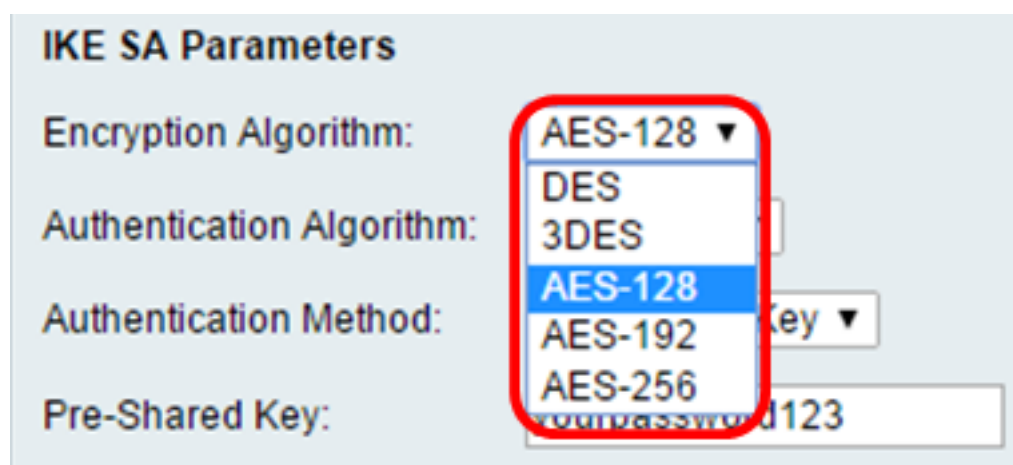 IKE SA Parameters
Encryption Algorithm: AES-128
DES
Authentication Algorithm:
3DES
AES-128
Authentication Method: Key
AES-192
AES-256
Pre-Shared Key: yourpassword123